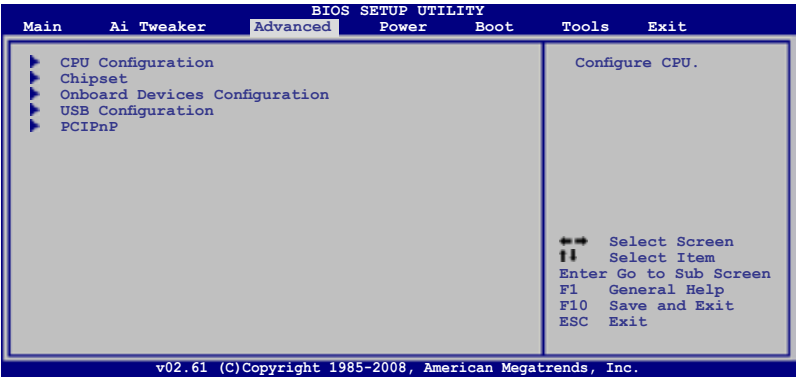 BIOS SETUP UTILITY
Main Ai Tweaker Advanced Power Boot Tools Exit
CPU Configuration
Chipset
Onboard Devices Configuration
USB Configuration
PCIPnP
Configure CPU.
Select Screen
Select Item
Enter Go to Sub Screen
F1 General Help
F10 Save and Exit
ESC Exit
v02.61 (C)Copyright 1985-2008, American Megatrends, Inc.